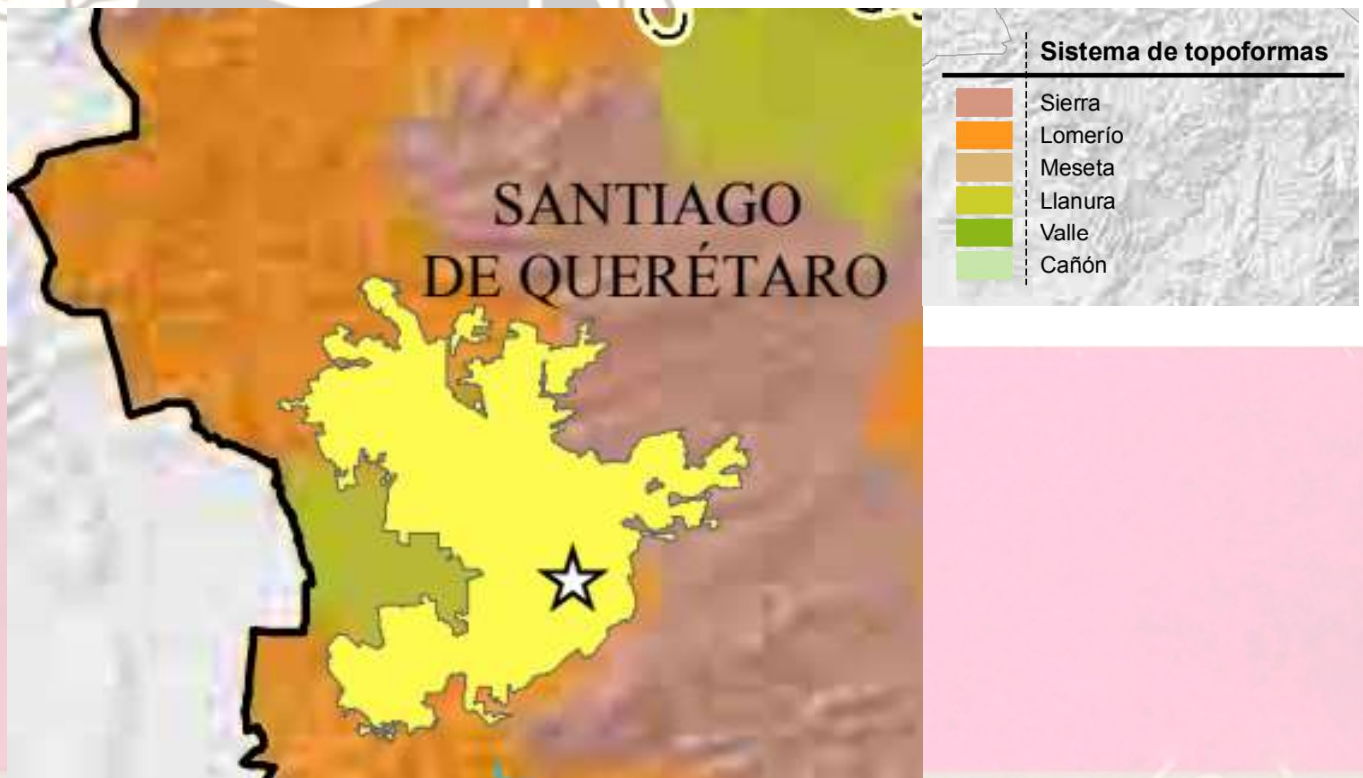 SANTIAGO
DE QUERÉTARO
Sistema de topoformas
Sierra
Lomerío
Meseta
Llanura
Valle
Cañón